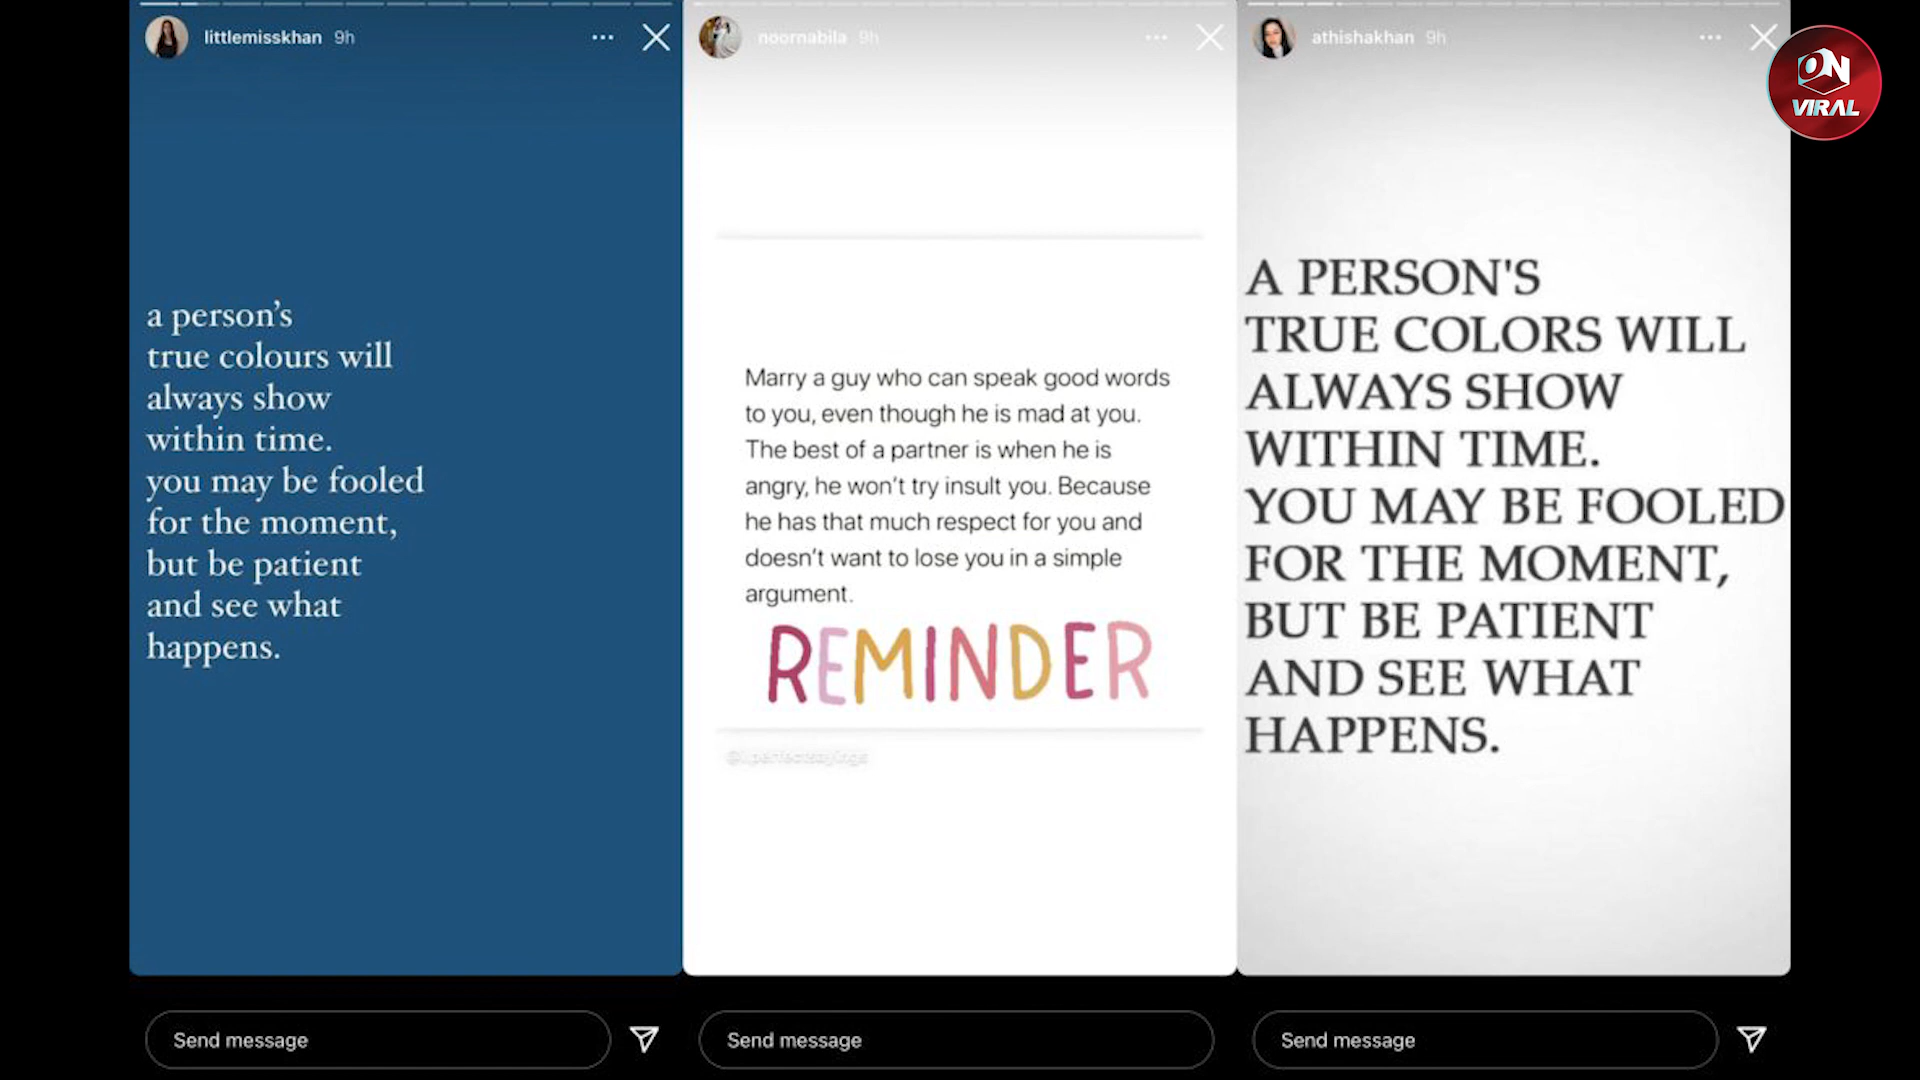 littlemisskhan 9h
a person’s
true colours will
always show
within time.
you may be fooled
for the moment,
but be patient
and see what
happens.
Send message
noornabila 9h
Marry a guy who can speak good words
to you, even though he is mad at you.
The best of a partner is when he is
angry, he won’t try insult you. Because
he has that much respect for you and
doesn’t want to lose you in a simple
argument.
REMINDER
Send message
athishakhan 9h
A PERSON'S
TRUE COLORS WILL
ALWAYS SHOW
WITHIN TIME.
YOU MAY BE FOOLED
FOR THE MOMENT,
BUT BE PATIENT
AND SEE WHAT
HAPPENS.
Send message
ON
VIRAL